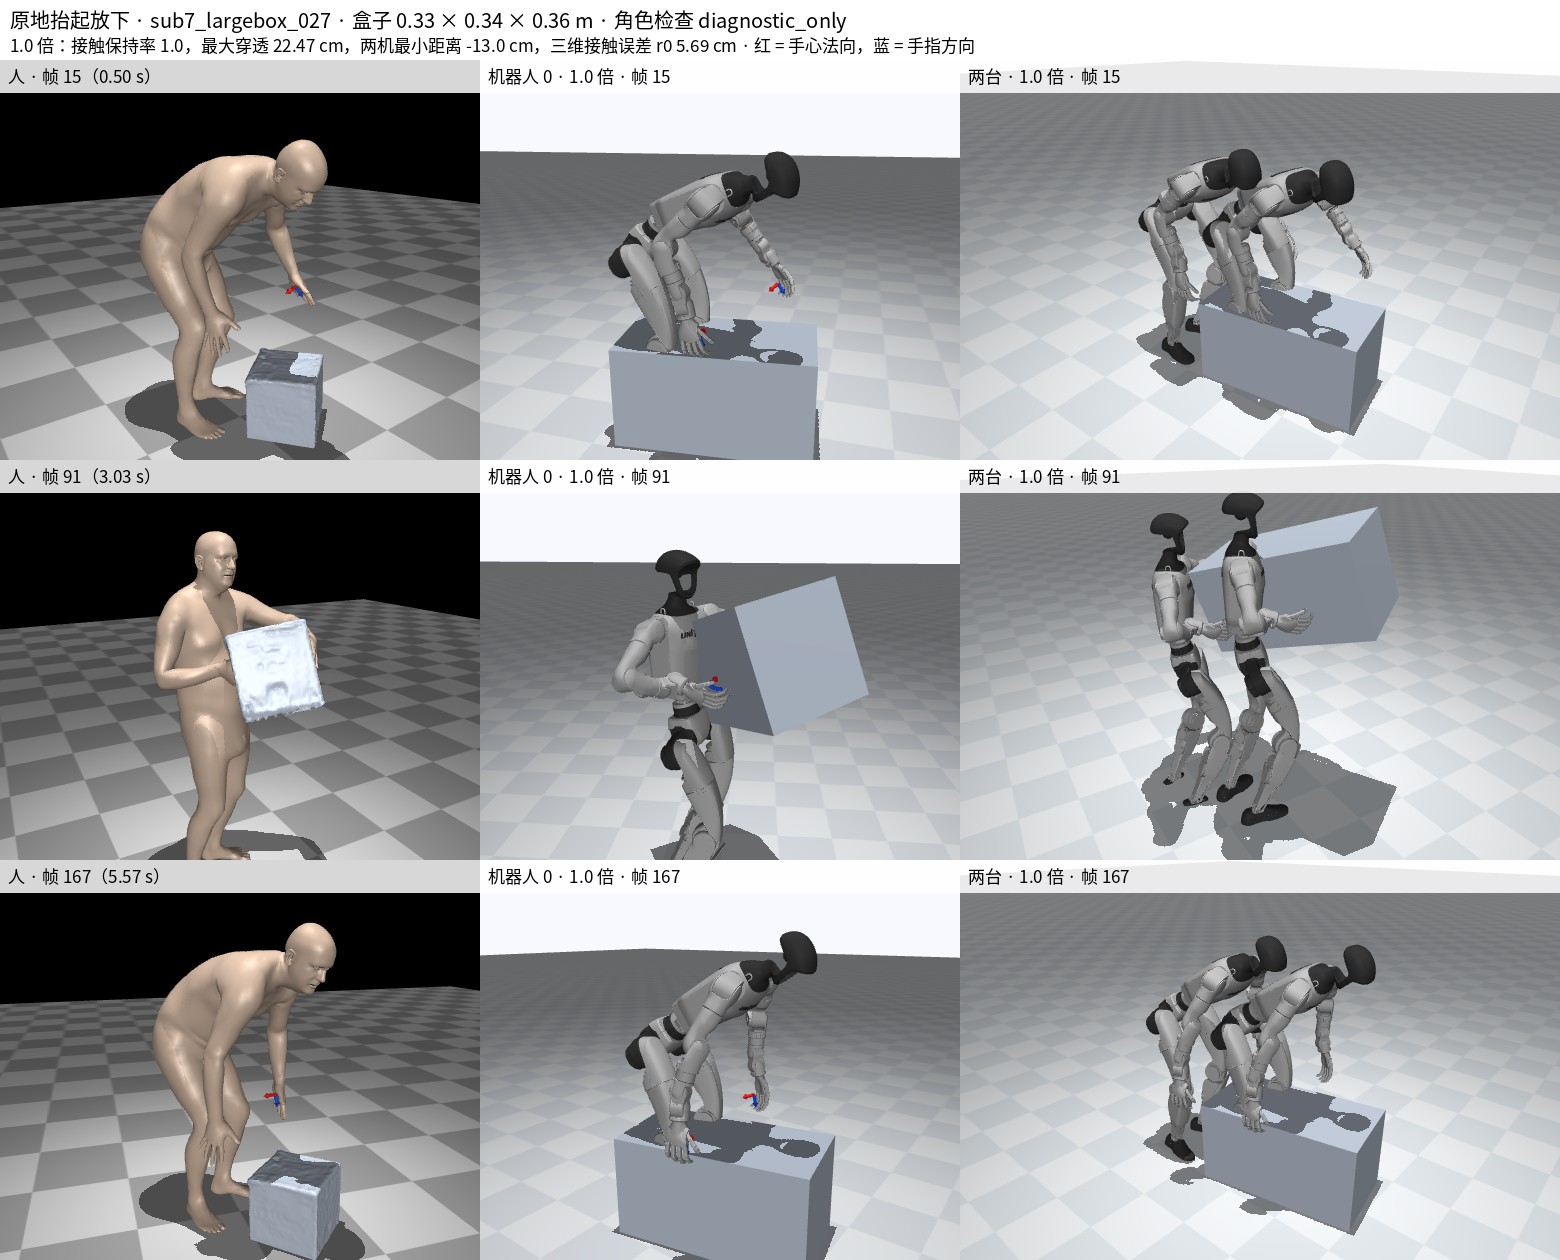 原地抬起放下 · sub7_largebox_027 · 盒子 0.33 × 0.34 × 0.36 m · 角色检查 diagnostic_only
1.0 倍：接触保持率 1.0，最大穿透 22.47 cm，两机最小距离 -13.0 cm，三维接触误差 r0 5.69 cm · 红 = 手心法向，蓝 = 手指方向
人 · 帧 15（0.50 s）
机器人 0 · 1.0 倍 · 帧 15
两台 · 1.0 倍 · 帧 15
人 · 帧 91（3.03 s）
机器人 0 · 1.0 倍 · 帧 91
两台 · 1.0 倍 · 帧 91
人 · 帧 167（5.57 s）
机器人 0 · 1.0 倍 · 帧 167
两台 · 1.0 倍 · 帧 167